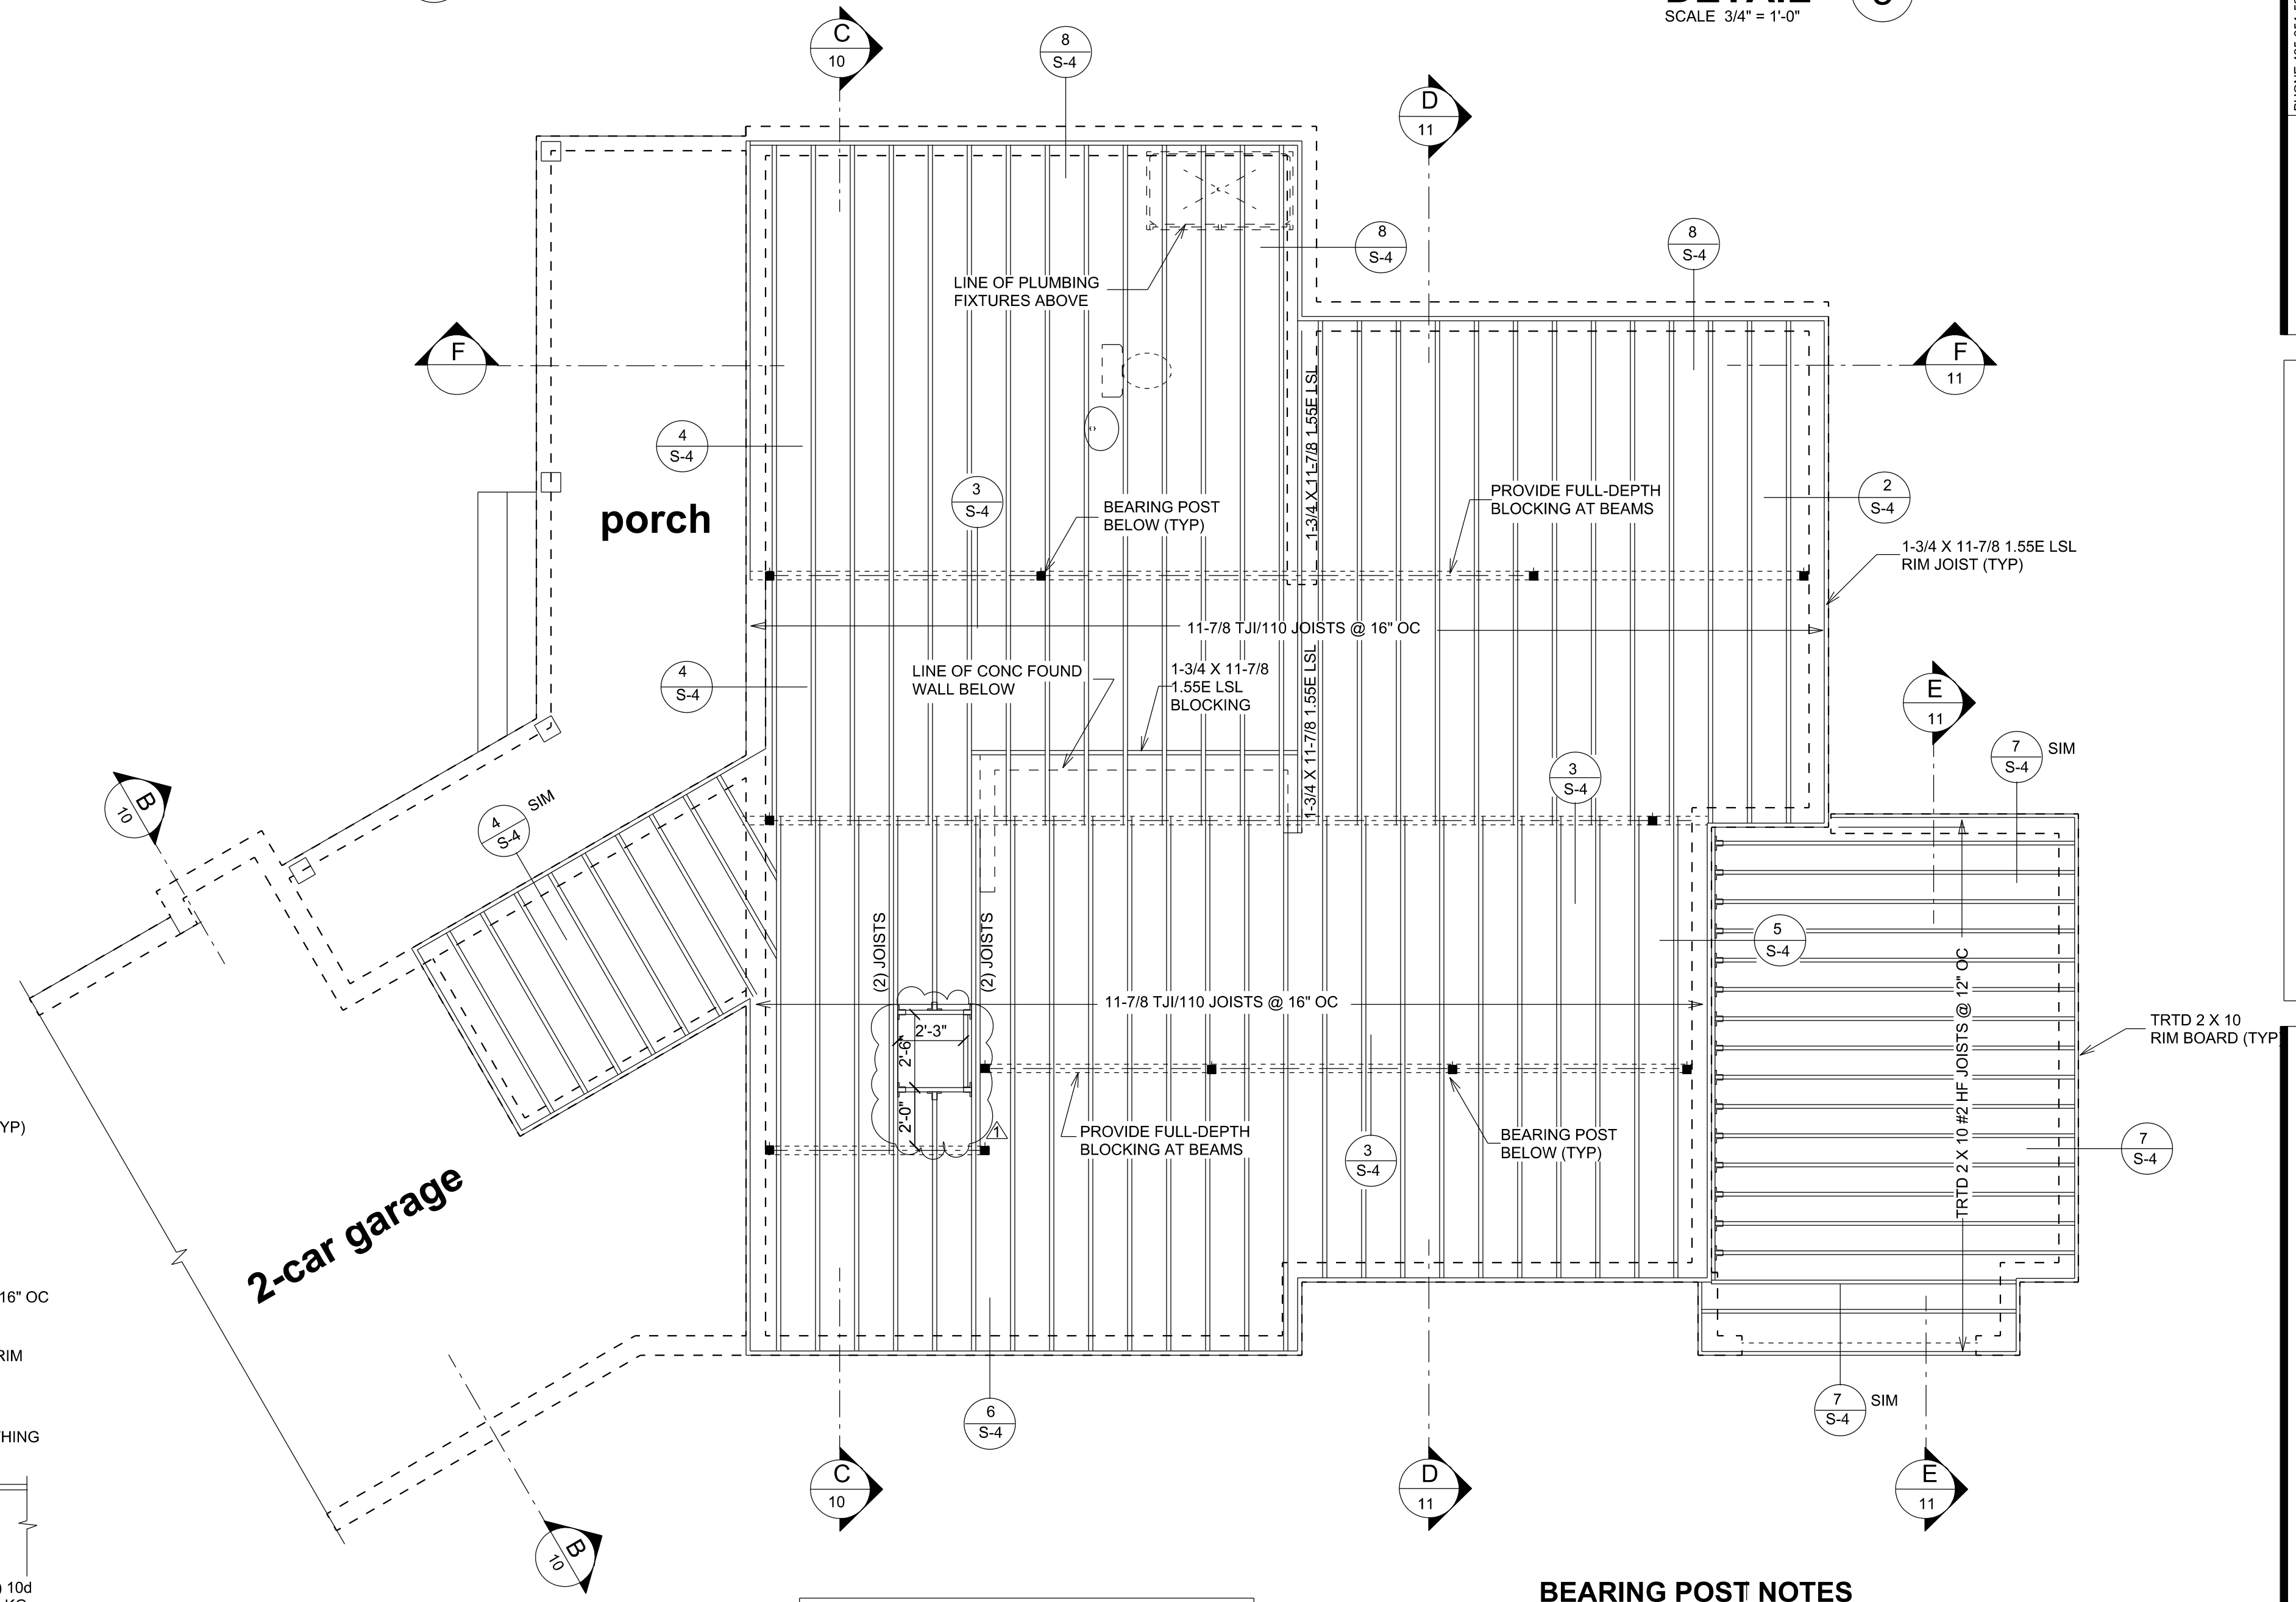 DETAIL
SCALE 3/4" = 1'-0"
C
10
8
S-4
D
11
8
S-4
8
S-4
LINE OF PLUMBING
FIXTURES ABOVE
F
F
11
1-3/4 X 11-7/8 1.55E LSL
4
S-4
3
S-4
BEARING POST
BELOW (TYP)
PROVIDE FULL-DEPTH
BLOCKING AT BEAMS
2
S-4
porch
1-3/4 X 11-7/8 1.55E LSL
RIM JOIST (TYP)
11-7/8 TJI/110 JOISTS @ 16" OC
4
S-4
LINE OF CONC FOUND
WALL BELOW
1-3/4 X 11-7/8
1.55E LSL
BLOCKING
1-3/4 X 11-7/8 1.55E LSL
E
11
7
S-4
SIM
3
S-4
B
10
4
S-4
SIM
(2) JOISTS
(2) JOISTS
5
S-4
11-7/8 TJI/110 JOISTS @ 16" OC
TRTD 2 X 10 #2 HF JOISTS @ 12" OC
TRTD 2 X 10
RIM BOARD (TYP
2'-3"
2'-6"
2'-0"
1
YP)
PROVIDE FULL-DEPTH
BLOCKING AT BEAMS
3
S-4
BEARING POST
BELOW (TYP)
7
S-4
2-car garage
16" OC
RIM
6
S-4
7
S-4
SIM
THING
C
10
D
11
E
11
B
10
10d
BEARING POST NOTES